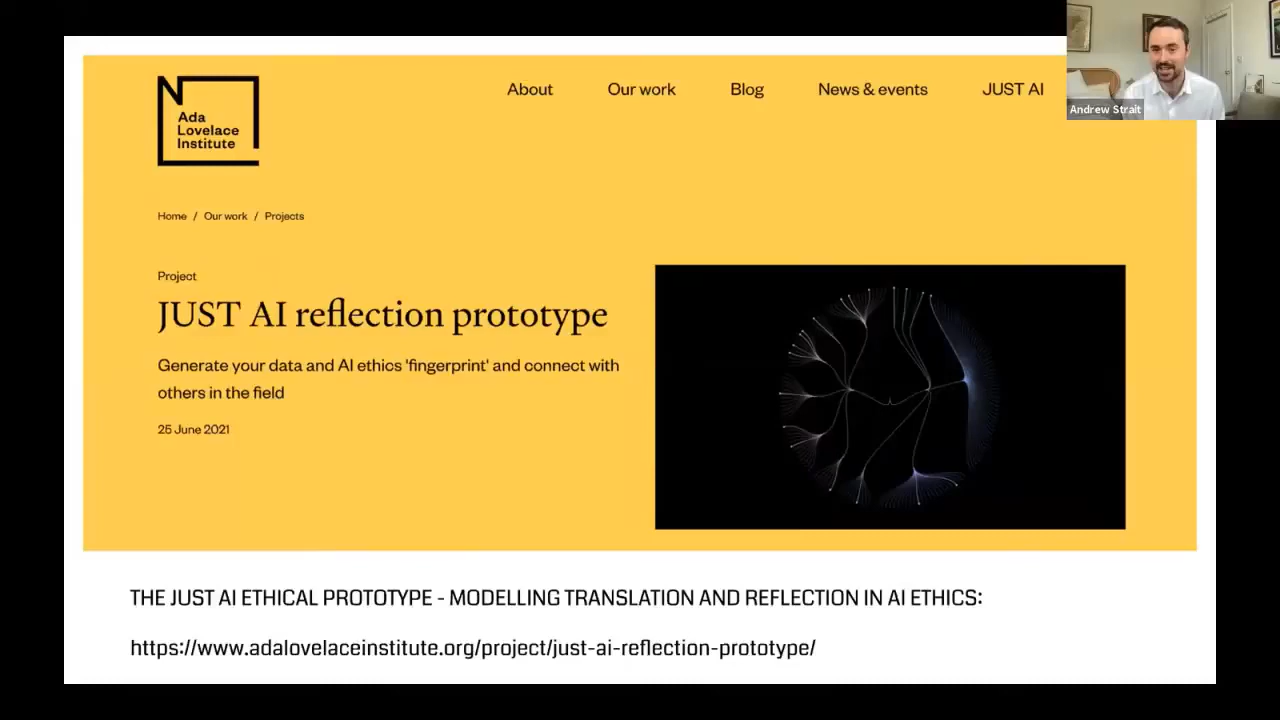 Andrew Strait
Ada
Lovelace
Institute
About
Our work
Blog
News & events
JUST AI
Home / Our work / Projects
Project
JUST AI reflection prototype
Generate your data and AI ethics 'fingerprint' and connect with
others in the field
25 June 2021
THE JUST AI ETHICAL PROTOTYPE - MODELLING TRANSLATION AND REFLECTION IN AI ETHICS:
https://www.adalovelaceinstitute.org/project/just-ai-reflection-prototype/